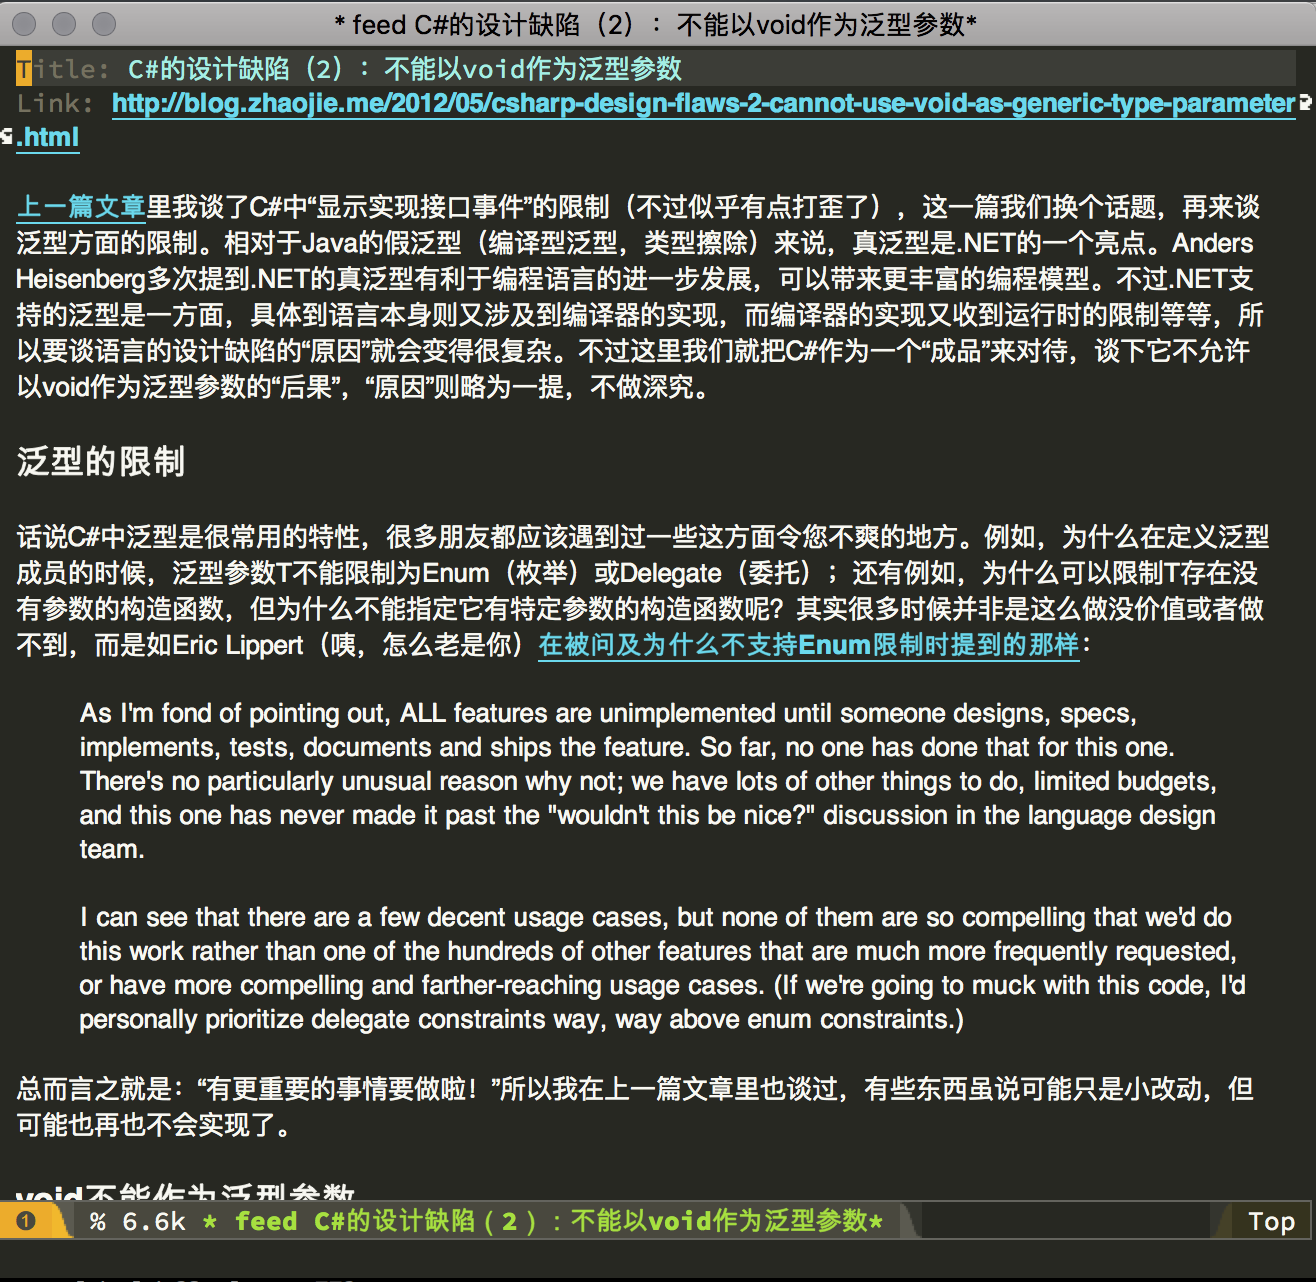 * feed C#的设计缺陷（2）：不能以void作为泛型参数*
Title: C#的设计缺陷（2）：不能以void作为泛型参数
Link: http://blog.zhaojie.me/2012/05/csharp-design-flaws-2-cannot-use-void-as-generic-type-parameter
.html
上一篇文章里我谈了C#中“显示实现接口事件”的限制（不过似乎有点打歪了），这一篇我们换个话题，再来谈
泛型方面的限制。相对于Java的假泛型（编译型泛型，类型擦除）来说，真泛型是.NET的一个亮点。Anders
Heisenberg多次提到.NET的真泛型有利于编程语言的进一步发展，可以带来更丰富的编程模型。不过.NET支
持的泛型是一方面，具体到语言本身则又涉及到编译器的实现，而编译器的实现又收到运行时的限制等等，所
以要谈语言的设计缺陷的“原因”就会变得很复杂。不过这里我们就把C#作为一个“成品”来对待，谈下它不允许
以void作为泛型参数的“后果”，“原因”则略为一提，不做深究。
泛型的限制
话说C#中泛型是很常用的特性，很多朋友都应该遇到过一些这方面令您不爽的地方。例如，为什么在定义泛型
成员的时候，泛型参数T不能限制为Enum（枚举）或Delegate（委托）；还有例如，为什么可以限制T存在没
有参数的构造函数，但为什么不能指定它有特定参数的构造函数呢？其实很多时候并非是这么做没价值或者做
不到，而是如Eric Lippert（咦，怎么老是你）在被问及为什么不支持Enum限制时提到的那样：
As I'm fond of pointing out, ALL features are unimplemented until someone designs, specs,
implements, tests, documents and ships the feature. So far, no one has done that for this one.
There's no particularly unusual reason why not; we have lots of other things to do, limited budgets,
and this one has never made it past the "wouldn't this be nice?" discussion in the language design
team.
I can see that there are a few decent usage cases, but none of them are so compelling that we'd do
this work rather than one of the hundreds of other features that are much more frequently requested,
or have more compelling and farther-reaching usage cases. (If we're going to muck with this code, I'd
personally prioritize delegate constraints way, way above enum constraints.)
总而言之就是：“有更重要的事情要做啦！”所以我在上一篇文章里也谈过，有些东西虽说可能只是小改动，但
可能也再也不会实现了。
void不能作为泛型参数
❶ % 6.6k * feed C#的设计缺陷(2)：不能以void作为泛型参数* Top